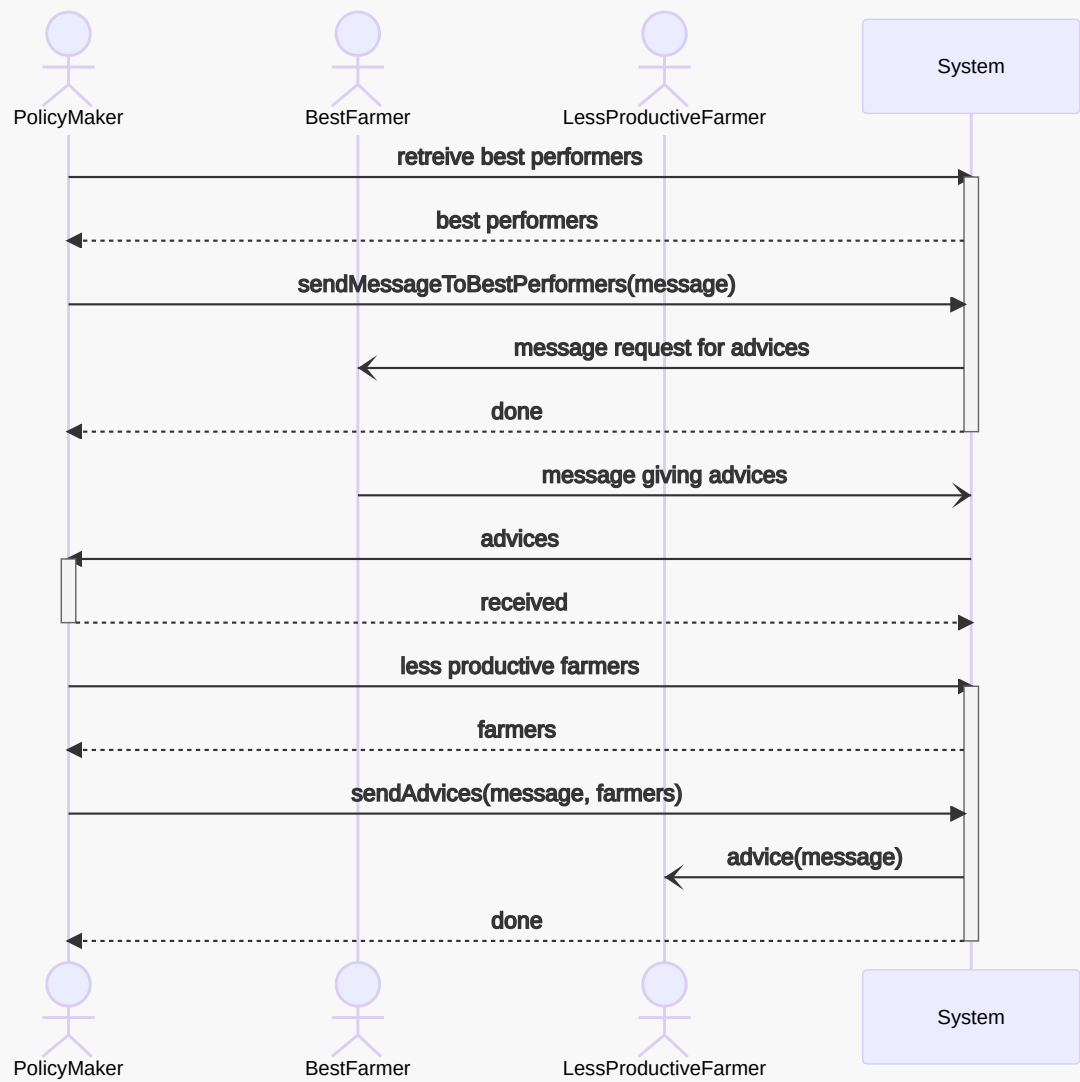 PolicyMaker
BestFarmer
LessProductiveFarmer
System
retreive best performers
best performers
sendMessageToBestPerformers(message)
message request for advices
done
message giving advices
advices
received
less productive farmers
farmers
sendAdvices(message, farmers)
advice(message)
done
PolicyMaker
BestFarmer
LessProductiveFarmer
System